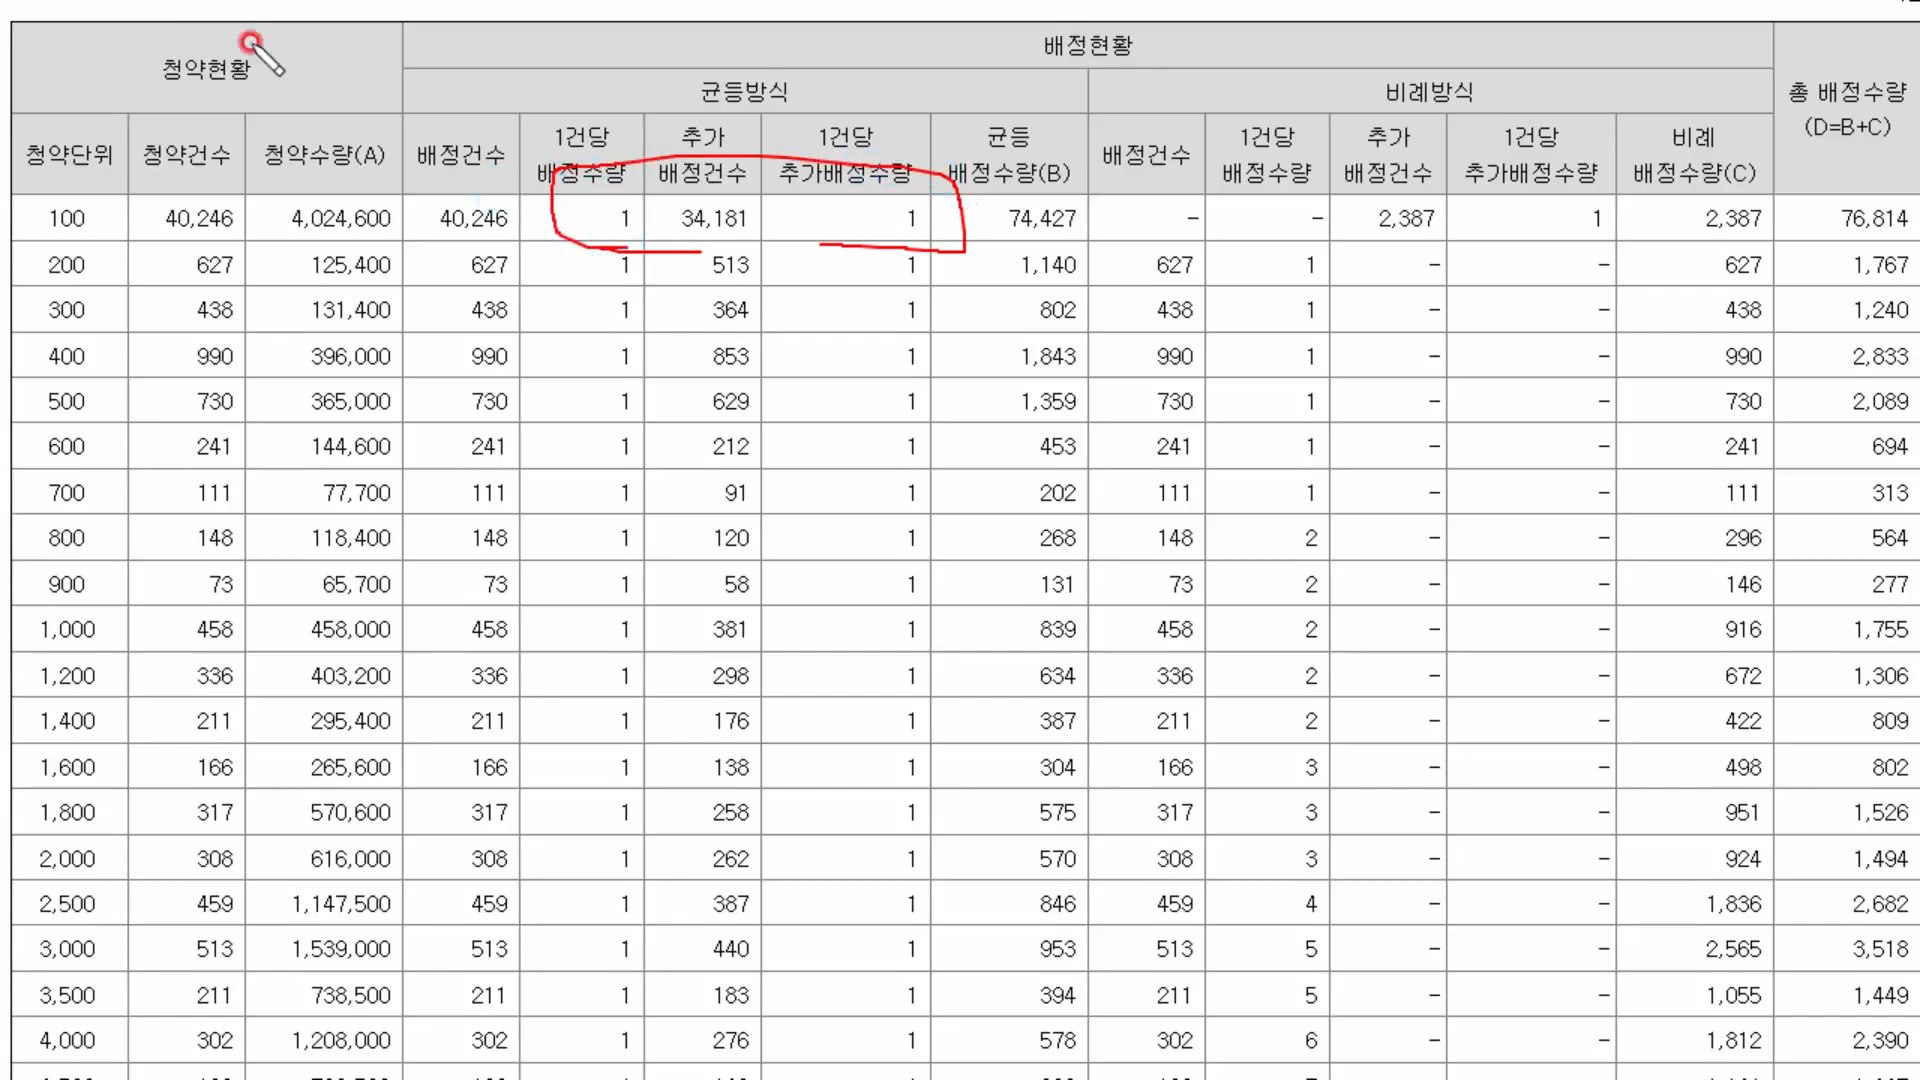 청약현황 배정현황 총 배정수량 (D=B+C)
균등방식 비례방식
청약단위 청약건수 청약수량(A) 배정건수 1건당 배정수량 추가 배정건수 1건당 추가배정수량 균등 배정수량(B) 배정건수 1건당 배정수량 추가 배정건수 1건당 추가배정수량 비례 배정수량(C)
100 40,246 4,024,600 40,246 1 34,181 1 74,427 - - 2,387 1 2,387 76,814
200 627 125,400 627 1 513 1 1,140 627 1 - - 627 1,767
300 438 131,400 438 1 364 1 802 438 1 - - 438 1,240
400 990 396,000 990 1 853 1 1,843 990 1 - - 990 2,833
500 730 365,000 730 1 629 1 1,359 730 1 - - 730 2,089
600 241 144,600 241 1 212 1 453 241 1 - - 241 694
700 111 77,700 111 1 91 1 202 111 1 - - 111 313
800 148 118,400 148 1 120 1 268 148 2 - - 296 564
900 73 65,700 73 1 58 1 131 73 2 - - 146 277
1,000 458 458,000 458 1 381 1 839 458 2 - - 916 1,755
1,200 336 403,200 336 1 298 1 634 336 2 - - 672 1,306
1,400 211 295,400 211 1 176 1 387 211 2 - - 422 809
1,600 166 265,600 166 1 138 1 304 166 3 - - 498 802
1,800 317 570,600 317 1 258 1 575 317 3 - - 951 1,526
2,000 308 616,000 308 1 262 1 570 308 3 - - 924 1,494
2,500 459 1,147,500 459 1 387 1 846 459 4 - - 1,836 2,682
3,000 513 1,539,000 513 1 440 1 953 513 5 - - 2,565 3,518
3,500 211 738,500 211 1 183 1 394 211 5 - - 1,055 1,449
4,000 302 1,208,000 302 1 276 1 578 302 6 - - 1,812 2,390